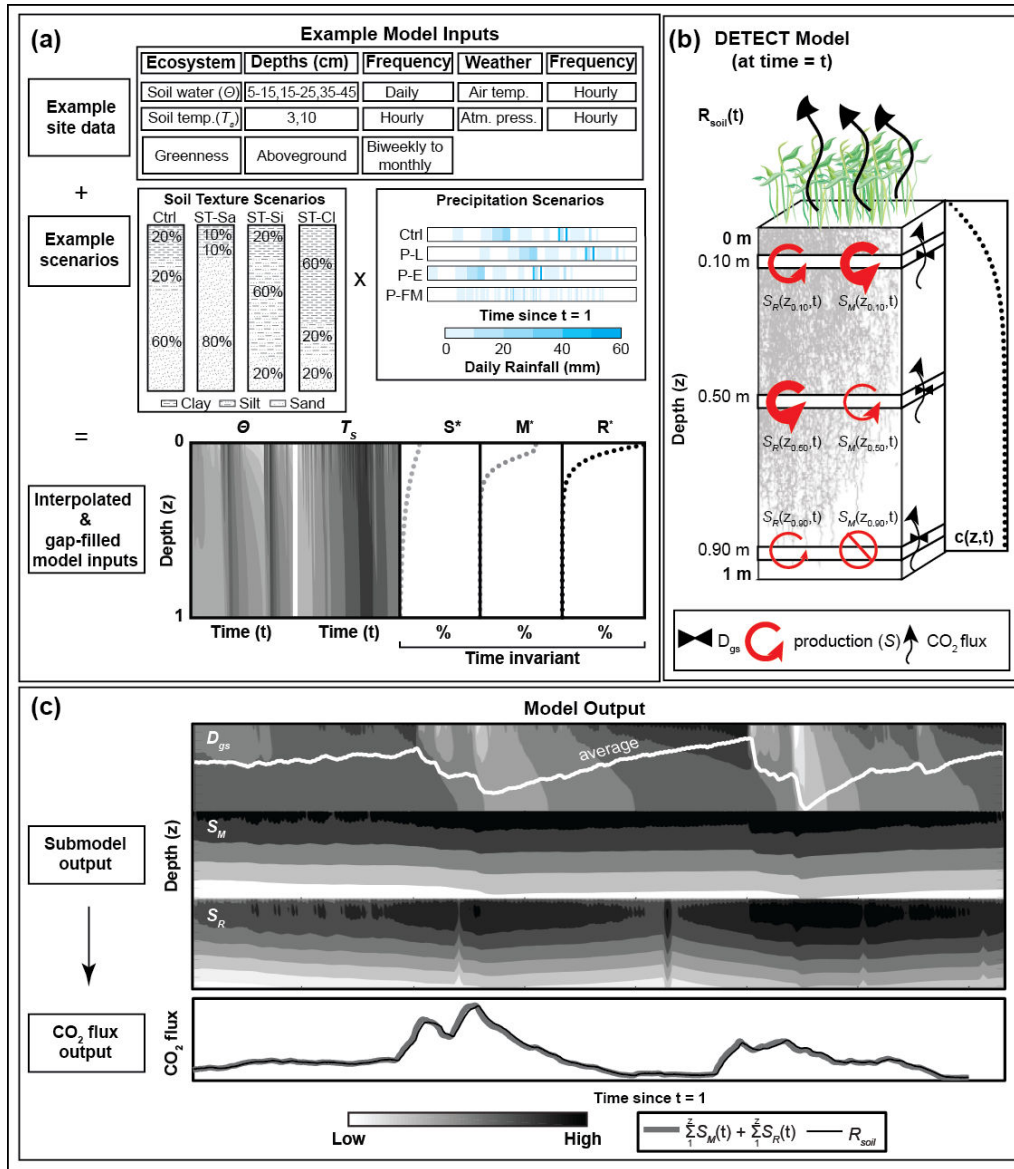 (a)
Example Model Inputs
Example site data
Ecosystem Depths (cm) Frequency Weather Frequency
Soil water (Θ) 5-15,15-25,35-45 Daily Air temp. Hourly
Soil temp.(Ts) 3,10 Hourly Atm. press. Hourly
Greenness Aboveground Biweekly to monthly
+
Example scenarios
Soil Texture Scenarios
Ctrl ST-Sa ST-Si ST-Cl
20% 10% 20%
10%
60%
20%
60%
60% 80% 20%
20% 20%
Clay Silt Sand
X
Precipitation Scenarios
Ctrl
P-L
P-E
P-FM
Time since t = 1
0 20 40 60
Daily Rainfall (mm)
=
Interpolated & gap-filled model inputs
Θ Ts S* M* R*
0
Depth (z)
1
Time (t) Time (t) % % %
Time invariant
(b)
DETECT Model
(at time = t)
Rsoil(t)
0 m
0.10 m
SR(z0.10,t) SM(z0.10,t)
0.50 m
SR(z0.50,t) SM(z0.50,t)
Depth (z)
SR(z0.90,t) SM(z0.90,t)
0.90 m
1 m
c(z,t)
Dgs production (S) CO2 flux
(c)
Model Output
Dgs
average
Submodel output
Depth (z)
SM
SR
CO2 flux output
CO2 flux
Time since t = 1
Low High
z Σ 1 SM(t) + z Σ 1 SR(t) Rsoil